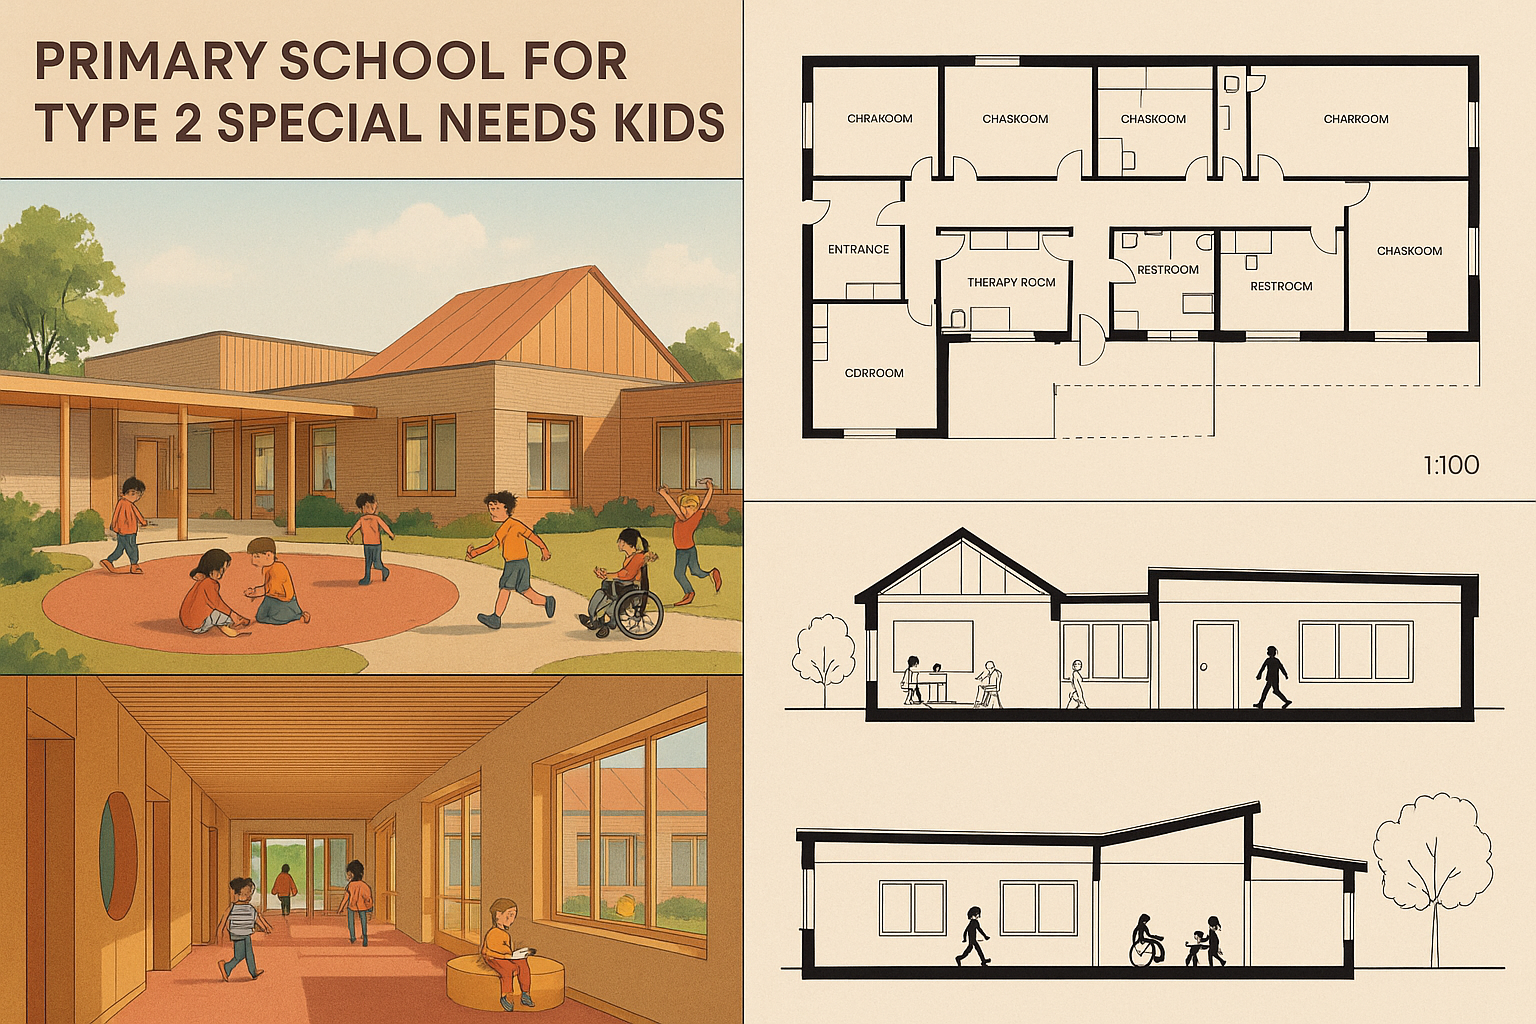 PRIMARY SCHOOL FOR
TYPE 2 SPECIAL NEEDS KIDS
CHRAKOOM
CHASKOOM
CHASKOOM
CHARROOM
ENTRANCE
THERAPY ROCM
RESTROOM
RESTROCM
CHASKOOM
CDRROOM
1:100